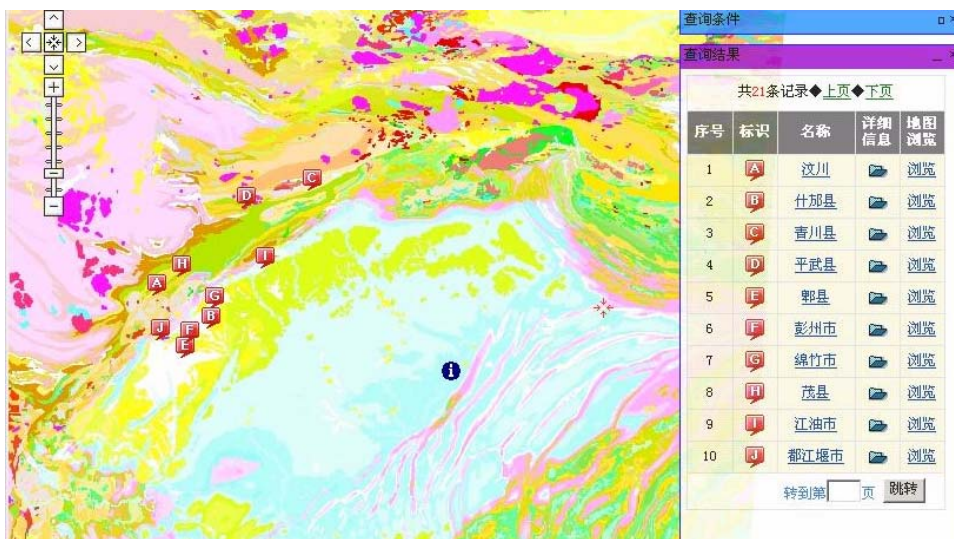 查询条件
查询结果
共21条记录◆上页◆下页
序号 标识 名称 详细信息 地图浏览
1 A 汶川 浏览
2 B 什邡县 浏览
3 C 青川县 浏览
4 D 平武县 浏览
5 E 郫县 浏览
6 F 彭州市 浏览
7 G 绵竹市 浏览
8 H 茂县 浏览
9 I 江油市 浏览
10 J 都江堰市 浏览
转到第 页 跳转
C
D
I
H
A
G
B
J
F
E
i